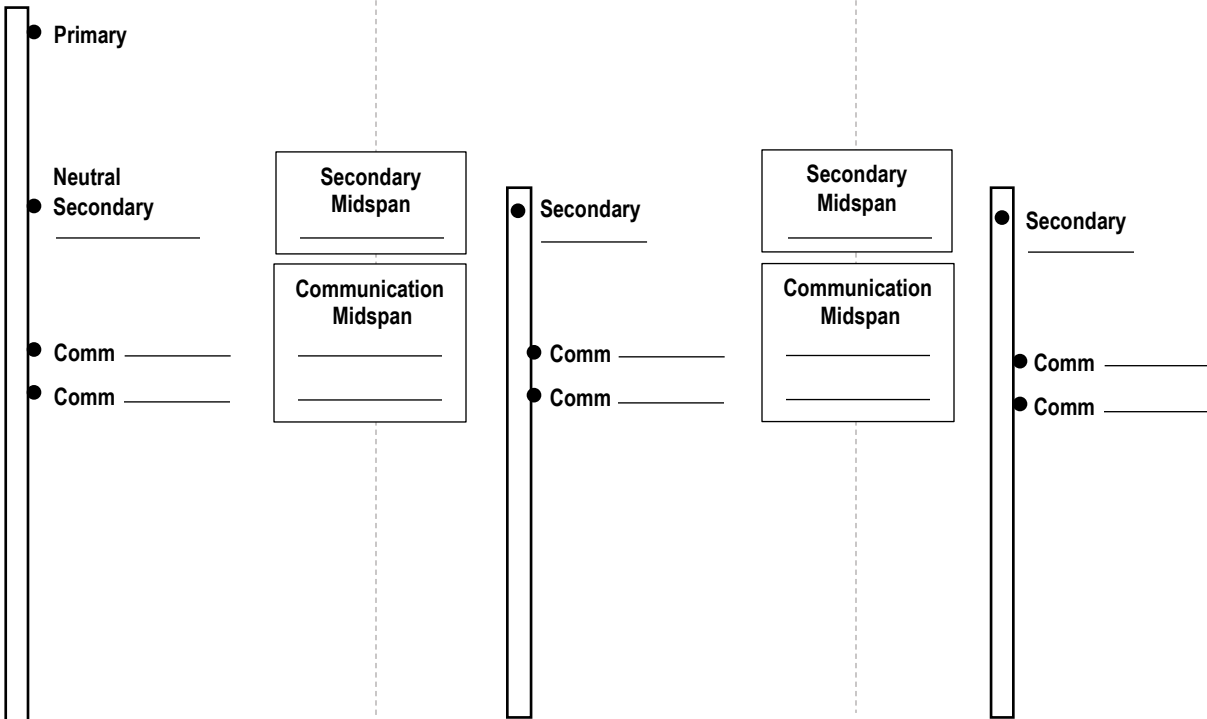 Primary
Neutral
Secondary
Secondary
Midspan
Communication
Midspan
Comm
Comm
Secondary
Comm
Comm
Secondary
Midspan
Communication
Midspan
Secondary
Comm
Comm